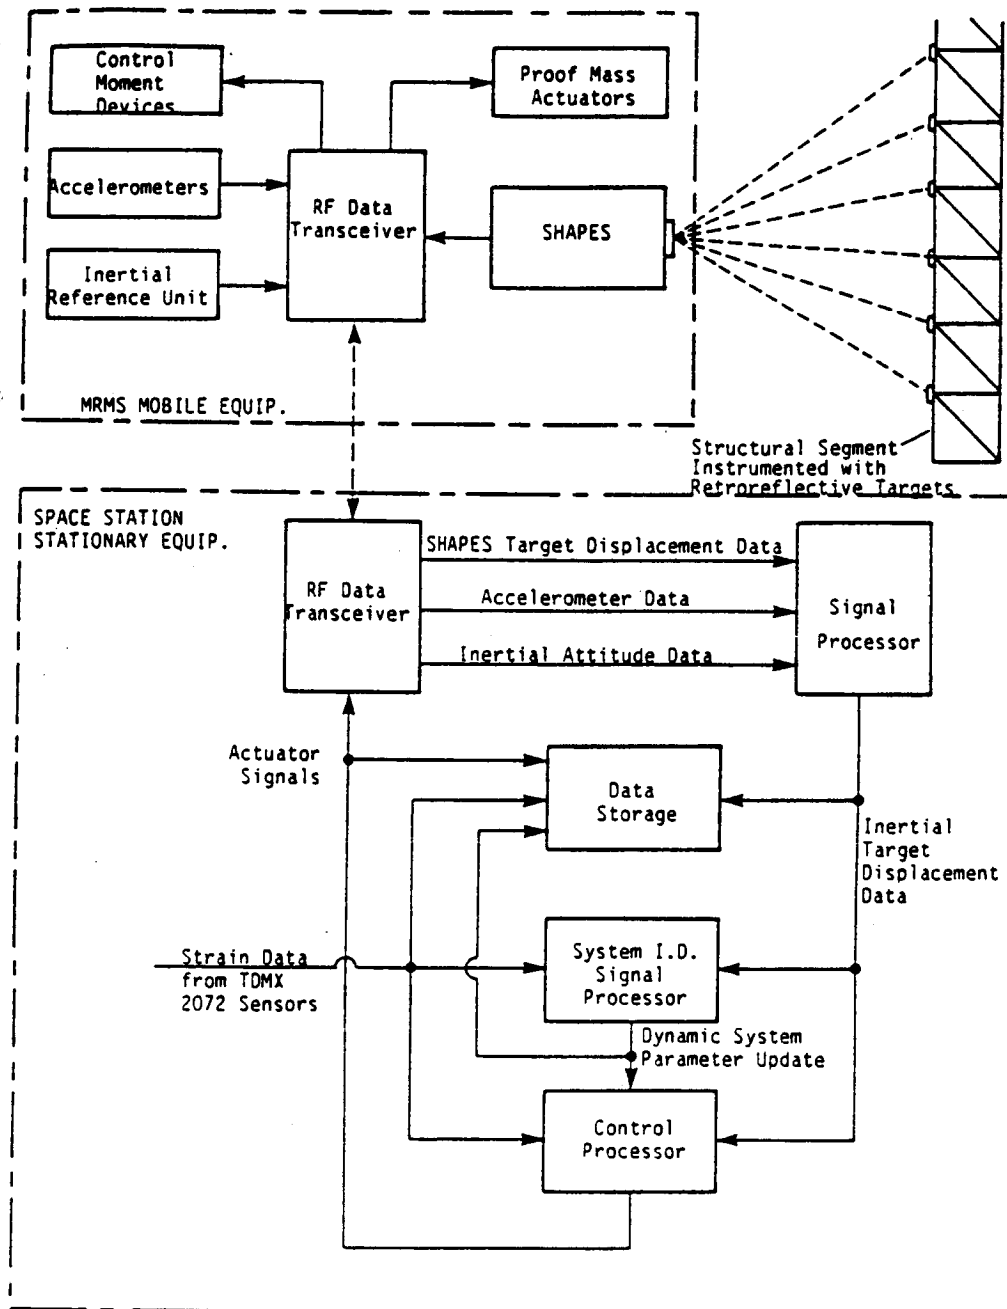 Control
Moment
Devices
Proof Mass
Actuators
Accelerometers
RF Data
Transceiver
SHAPES
Inertial
Reference Unit
MRMS MOBILE EQUIP.
Structural Segment
Instrumented with
Retroreflective Targets
SPACE STATION
STATIONARY EQUIP.
RF Data
Transceiver
SHAPES Target Displacement Data
Accelerometer Data
Inertial Attitude Data
Signal
Processor
Actuator
Signals
Data
Storage
Inertial
Target
Displacement
Data
Strain Data
from TDMX
2072 Sensors
System I.D.
Signal
Processor
Dynamic System
Parameter Update
Control
Processor